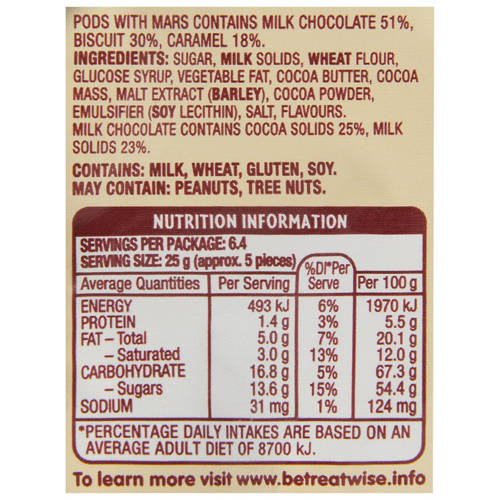 PODS WITH MARS CONTAINS MILK CHOCOLATE 51%,
BISCUIT 30%, CARAMEL 18%.
INGREDIENTS: SUGAR, MILK SOLIDS, WHEAT FLOUR,
GLUCOSE SYRUP, VEGETABLE FAT, COCOA BUTTER, COCOA
MASS, MALT EXTRACT (BARLEY), COCOA POWDER,
EMULSIFIER (SOY LECITHIN), SALT, FLAVOURS.
MILK CHOCOLATE CONTAINS COCOA SOLIDS 25%, MILK
SOLIDS 23%.
CONTAINS: MILK, WHEAT, GLUTEN, SOY.
MAY CONTAIN: PEANUTS, TREE NUTS.
NUTRITION INFORMATION
SERVINGS PER PACKAGE: 6.4
SERVING SIZE: 25 g (approx. 5 pieces)
Average Quantities Per Serving %DI*Per Serve Per 100 g
ENERGY 493 kJ 6% 1970 kJ
PROTEIN 1.4 g 3% 5.5 g
FAT – Total 5.0 g 7% 20.1 g
– Saturated 3.0 g 13% 12.0 g
CARBOHYDRATE 16.8 g 5% 67.3 g
– Sugars 13.6 g 15% 54.4 g
SODIUM 31 mg 1% 124 mg
*PERCENTAGE DAILY INTAKES ARE BASED ON AN
AVERAGE ADULT DIET OF 8700 kJ.
To learn more visit www.betreatwise.info